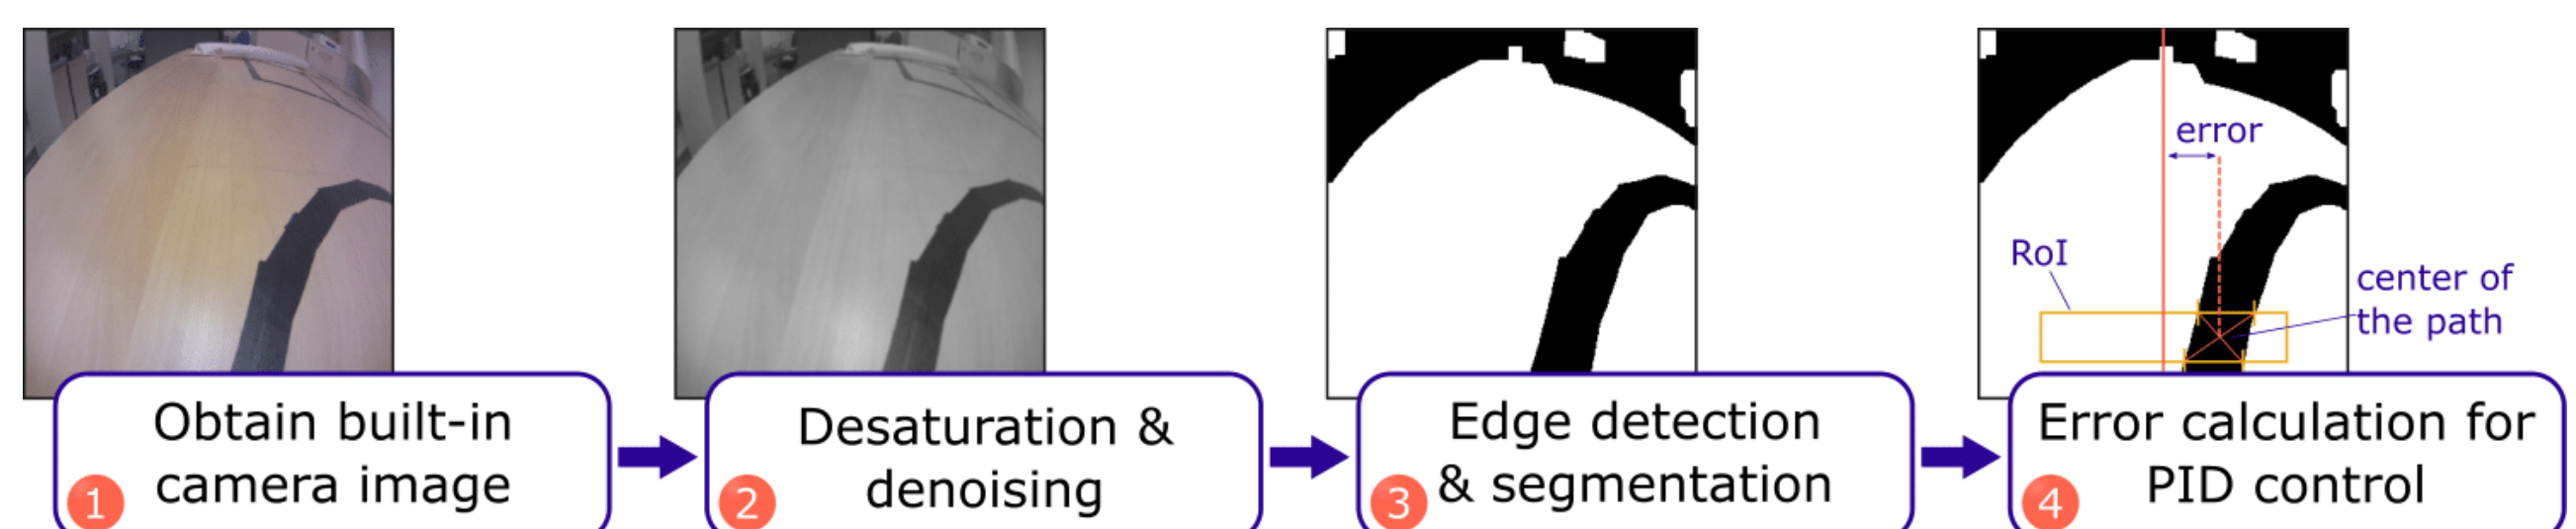 error
RoI
center of
the path
Obtain built-in
camera image
1
Desaturation &
denoising
2
Edge detection
& segmentation
3
Error calculation for
PID control
4